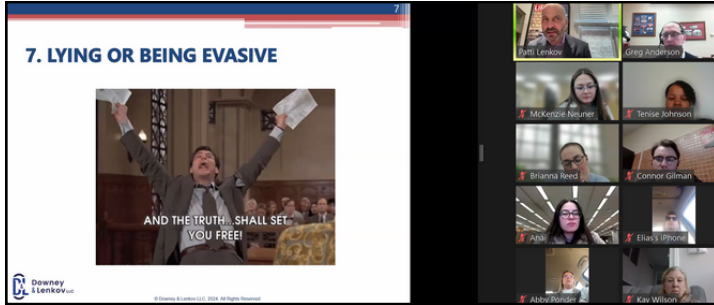 7
7. LYING OR BEING EVASIVE
AND THE TRUTH...SHALL SET
YOU FREE!
Downey
& Lenkov LLC
© Downey & Lenkov LLC, 2024. All Rights Reserved
Patti Lenkov
Greg Anderson
McKenzie Neuner
Tenise Johnson
Brianna Reed
Connor Gilman
Ana
Elias's iPhone
Abby Ponder
Kay Wilson